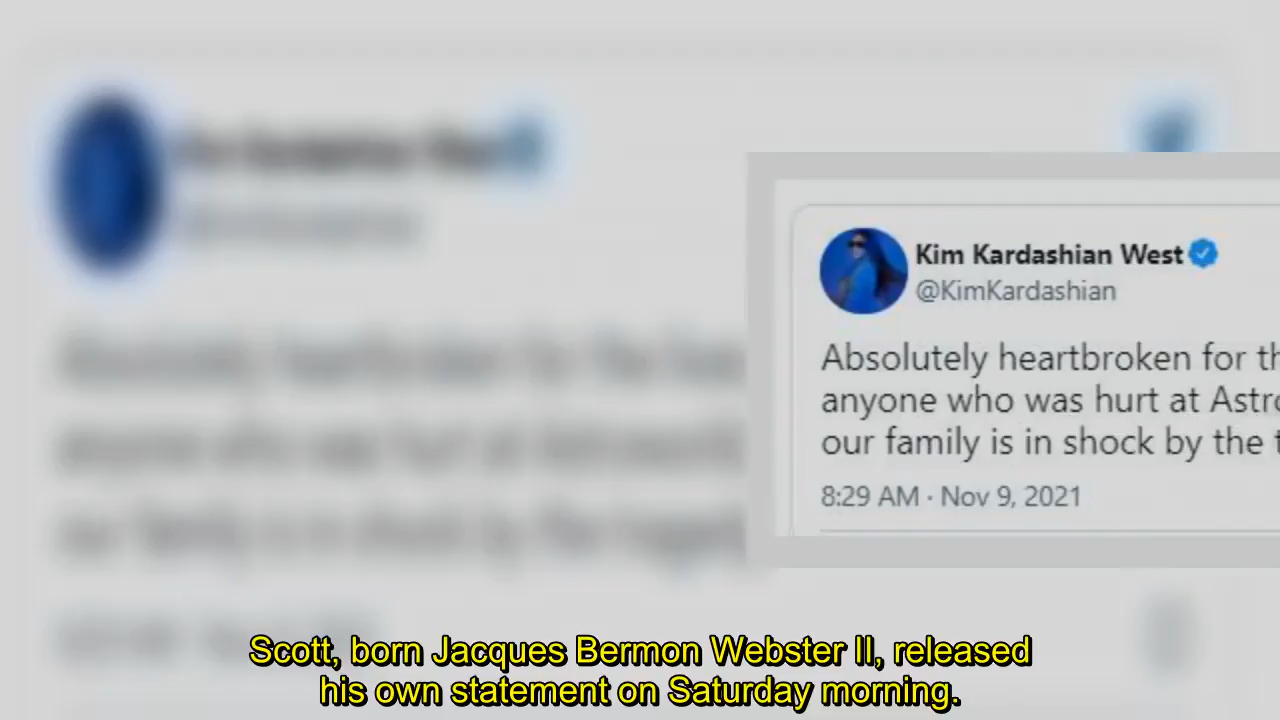 Kim Kardashian West
@KimKardashian
Absolutely heartbroken for
anyone who was hurt at
our family is in shock by the
8:29 AM · Nov 9, 2021
Scott, born Jacques Bermon Webster II, released
his own statement on Saturday morning.